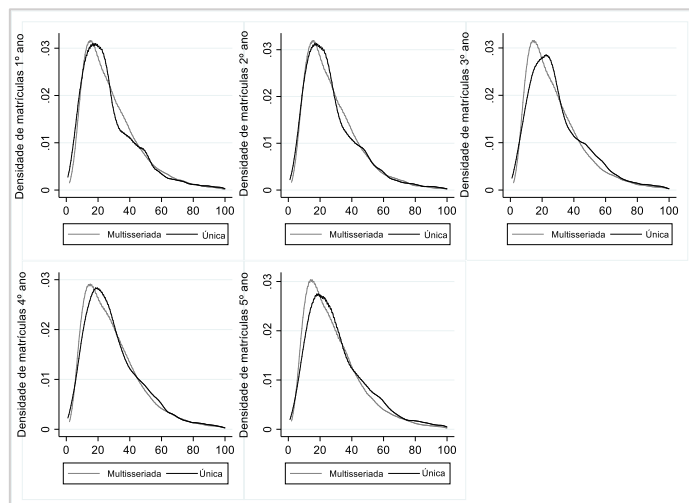 Densidade de matrículas 1º ano
.03
.02
.01
0
0 20 40 60 80 100
Multisseriada Única
Densidade de matrículas 2º ano
.03
.02
.01
0
0 20 40 60 80 100
Multisseriada Única
Densidade de matrículas 3º ano
.03
.02
.01
0
0 20 40 60 80 100
Multisseriada Única
Densidade de matrículas 4º ano
.03
.02
.01
0
0 20 40 60 80 100
Multisseriada Única
Densidade de matrículas 5º ano
.03
.02
.01
0
0 20 40 60 80 100
Multisseriada Única